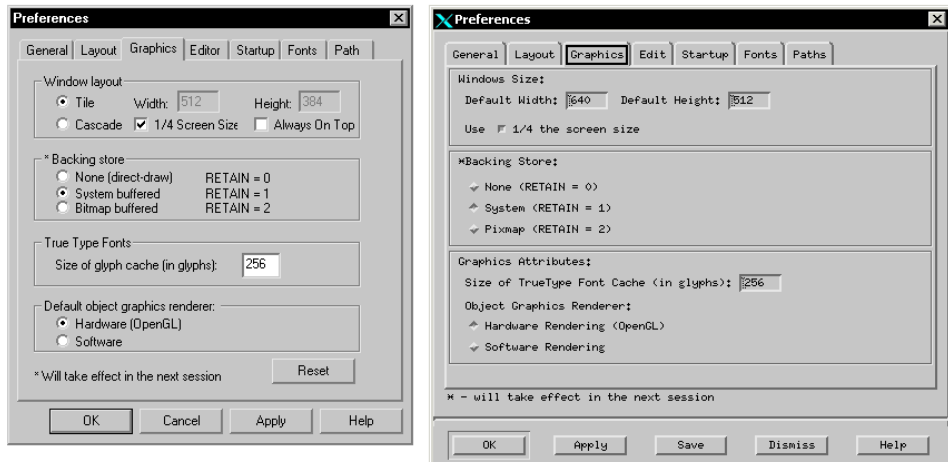 Preferences
General Layout Graphics Editor Startup Fonts Path
Window layout
Tile Width: 512 Height: 384
Cascade 1/4 Screen Size Always On Top
* Backing store
None (direct-draw) RETAIN = 0
System buffered RETAIN = 1
Bitmap buffered RETAIN = 2
True Type Fonts
Size of glyph cache (in glyphs): 256
Default object graphics renderer:
Hardware (OpenGL)
Software
* Will take effect in the next session Reset
OK Cancel Apply Help
Preferences
General Layout Graphics Edit Startup Fonts Paths
Windows Size:
Default Width: 640 Default Height: 512
Use 1/4 the screen size
*Backing Store:
None (RETAIN = 0)
System (RETAIN = 1)
Pixmap (RETAIN = 2)
Graphics Attributes:
Size of TrueType Font Cache (in glyphs): 256
Object Graphics Renderer:
Hardware Rendering (OpenGL)
Software Rendering
* - will take effect in the next session
OK Apply Save Dismiss Help